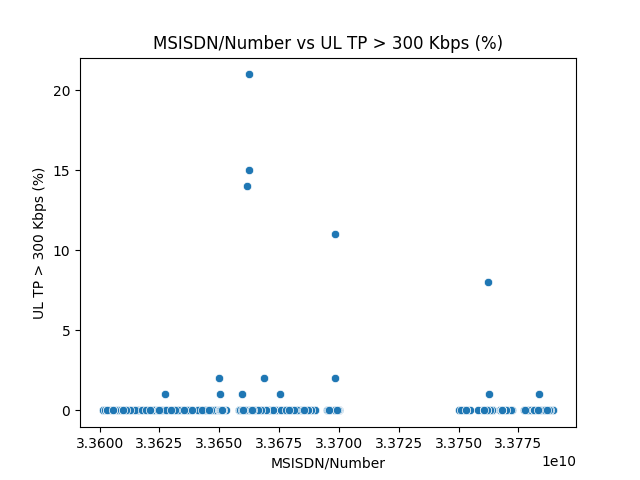 MSISDN/Number vs UL TP > 300 Kbps (%)
20
15
10
5
0
UL TP > 300 Kbps (%)
3.3600 3.3625 3.3650 3.3675 3.3700 3.3725 3.3750 3.3775
1e10
MSISDN/Number